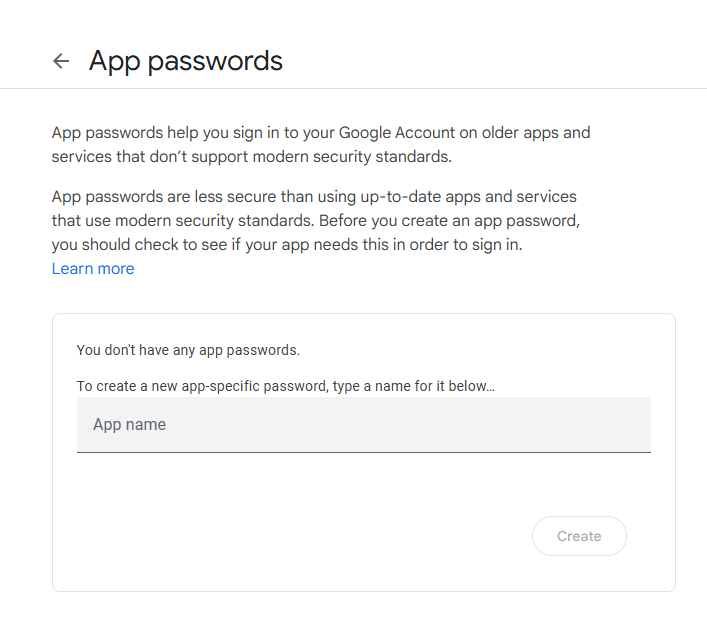 App passwords
App passwords help you sign in to your Google Account on older apps and
services that don’t support modern security standards.
App passwords are less secure than using up-to-date apps and services
that use modern security standards. Before you create an app password,
you should check to see if your app needs this in order to sign in.
Learn more
You don't have any app passwords.
To create a new app-specific password, type a name for it below...
App name
Create